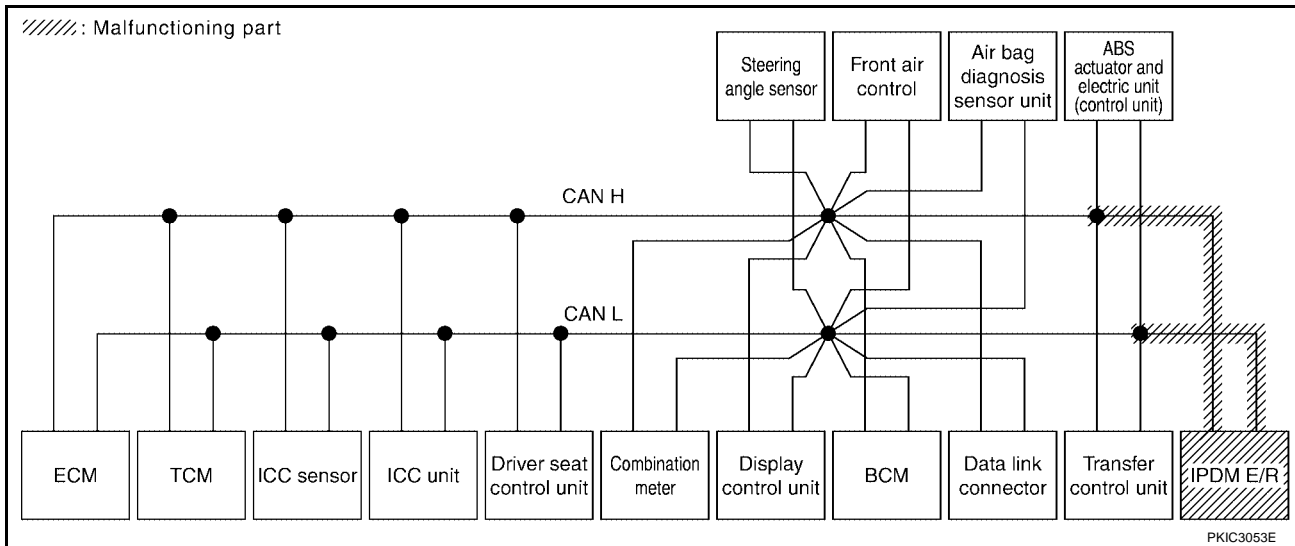 : Malfunctioning part
Steering
angle sensor
Front air
control
Air bag
diagnosis
sensor unit
ABS
actuator and
electric unit
(control unit)
CAN H
CAN L
ECM
TCM
ICC sensor
ICC unit
Driver seat
control unit
Combination
meter
Display
control unit
BCM
Data link
connector
Transfer
control unit
IPDM E/R
PKIC3053E